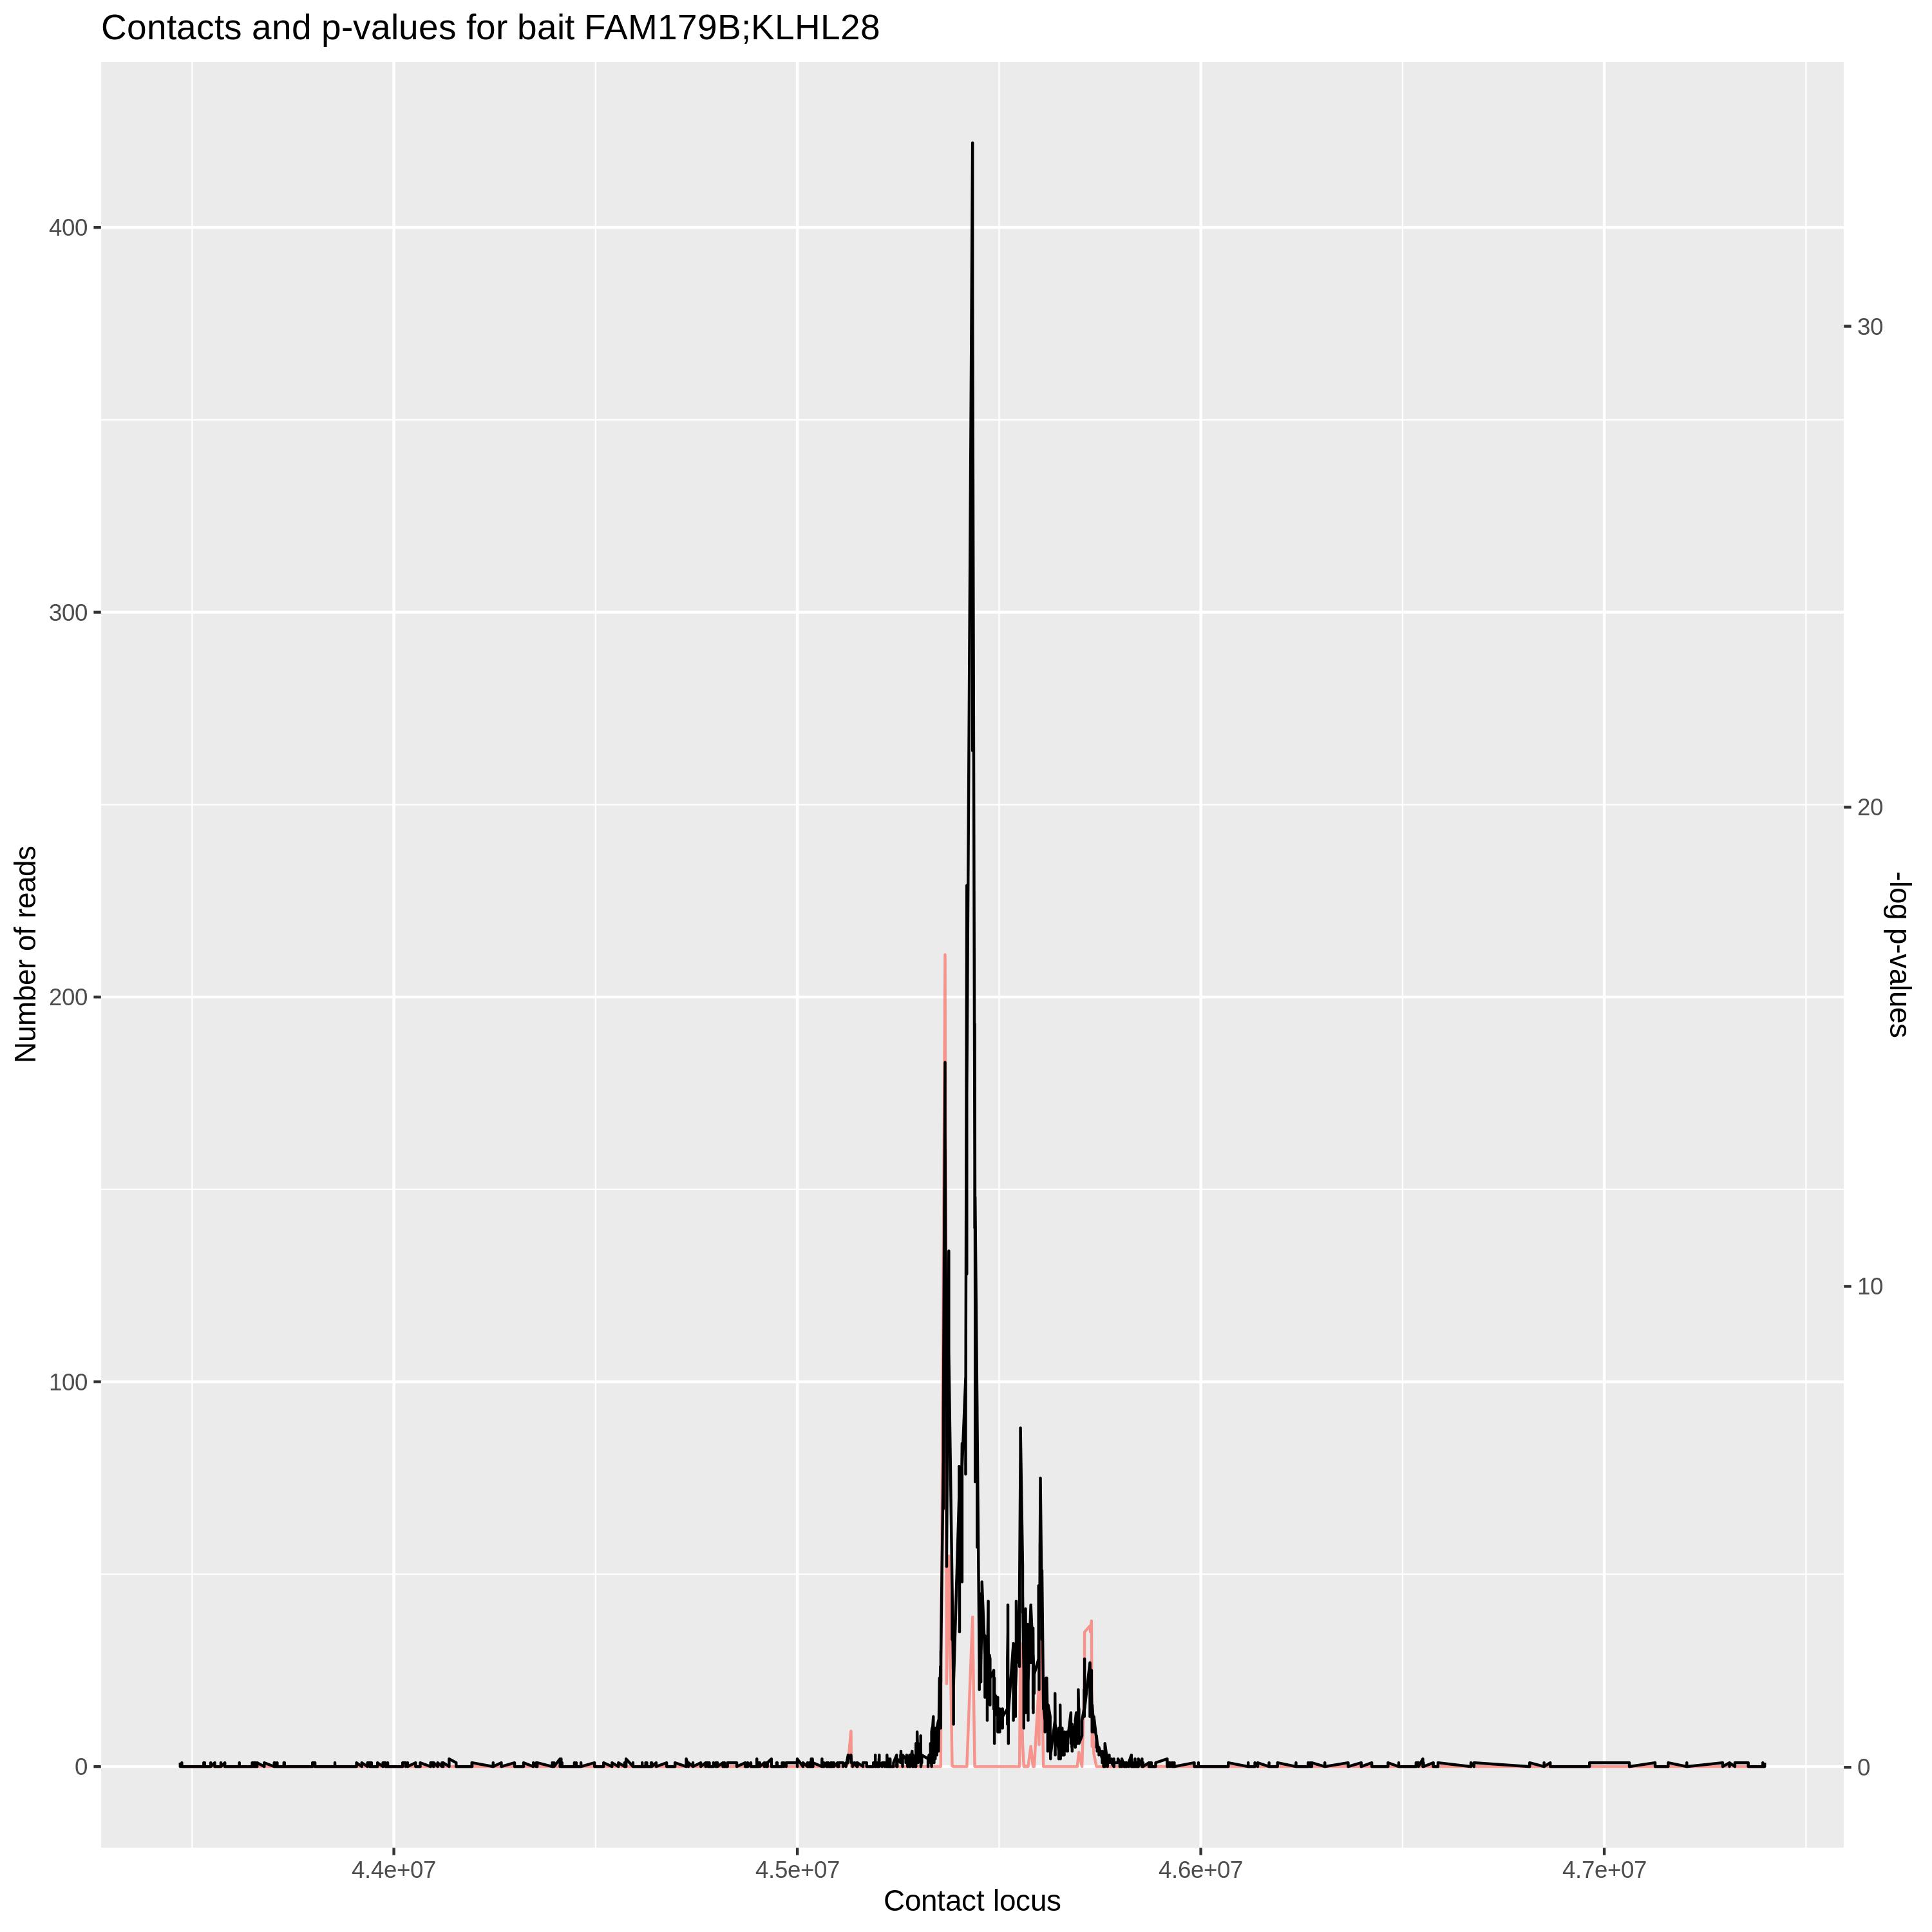 Contacts and p-values for bait FAM179B;KLHL28
400
300
200
100
0
Number of reads
30
20
10
0
-log p-values
4.4e+07
4.5e+07
4.6e+07
4.7e+07
Contact locus